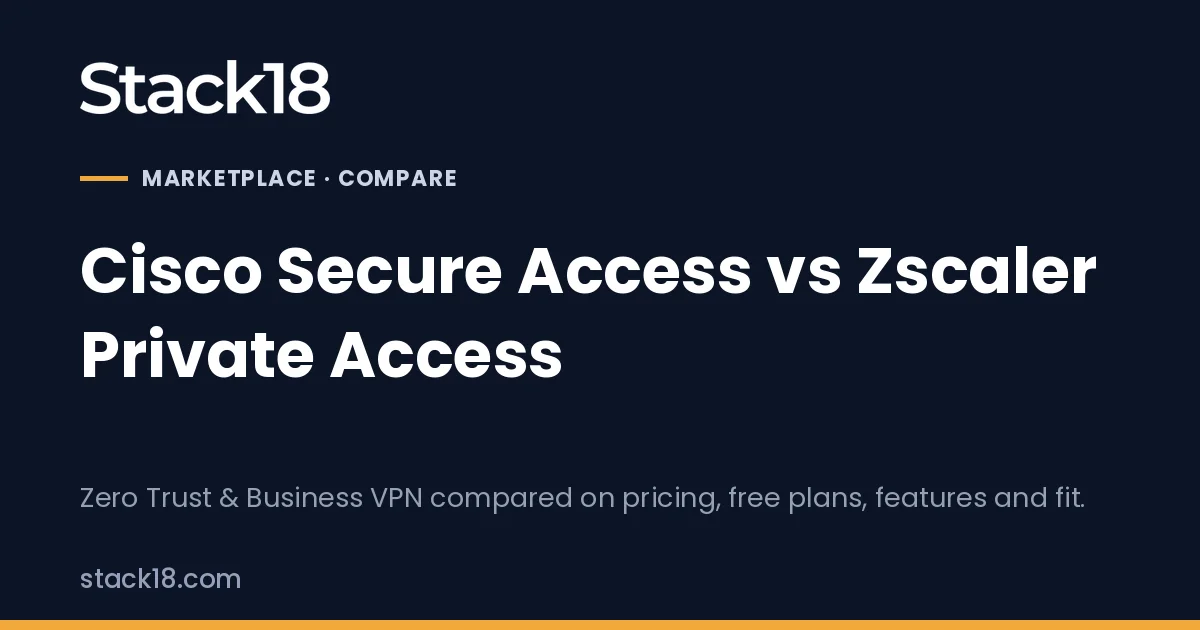 Stack18
MARKETPLACE · COMPARE
Cisco Secure Access vs Zscaler
Private Access
Zero Trust & Business VPN compared on pricing, free plans, features and fit.
stack18.com